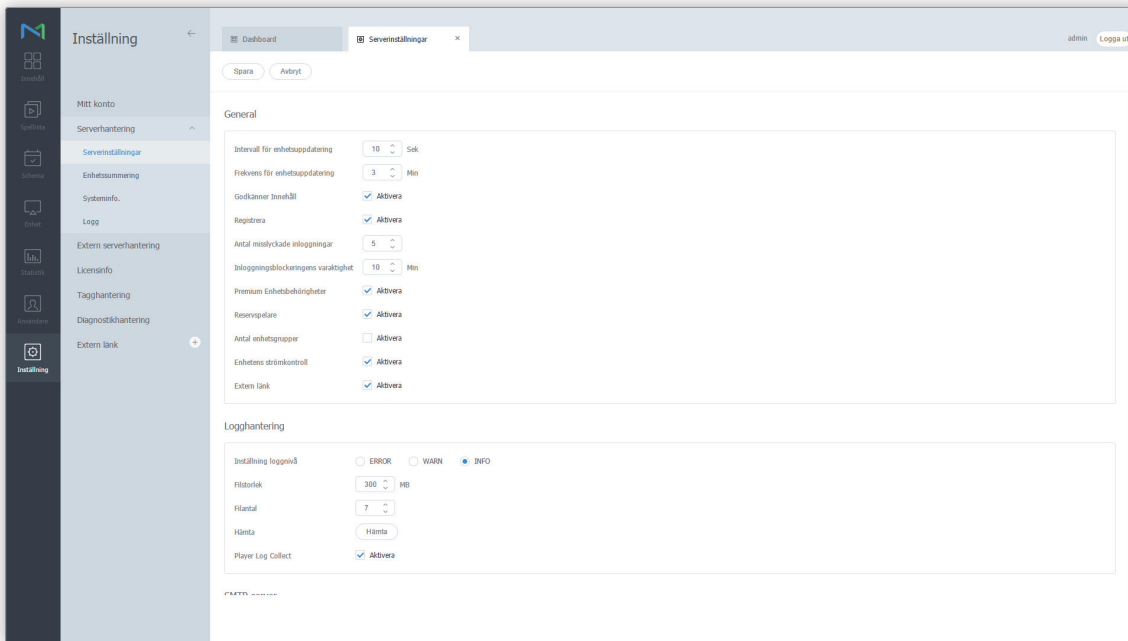 Innehåll
Spellista
Schema
Enhet
Statistik
Användare
Inställning
Inställning
Mitt konto
Serverhantering
Serverinställningar
Enhetssummering
Systeminfo.
Logg
Extern serverhantering
Licensinfo
Tagghantering
Diagnostikhantering
Extern länk
Dashboard
Serverinställningar
admin
Logga ut
Spara
Avbryt
General
Intervall för enhetsuppdatering 10 Sek
Frekvens för enhetsuppdatering 3 Min
Godkänner Innehåll Aktivera
Registrera Aktivera
Antal misslyckade inloggningar 5
Inloggningsblockeringens varaktighet 10 Min
Premium Enhetsbehörigheter Aktivera
Reservspelare Aktivera
Antal enhetsgrupper Aktivera
Enhetens strömkontroll Aktivera
Extern länk Aktivera
Logghantering
Inställning loggnivå ERROR WARN INFO
Filstorlek 300 MB
Filantal 7
Hämta Hämta
Player Log Collect Aktivera
SMTP-server